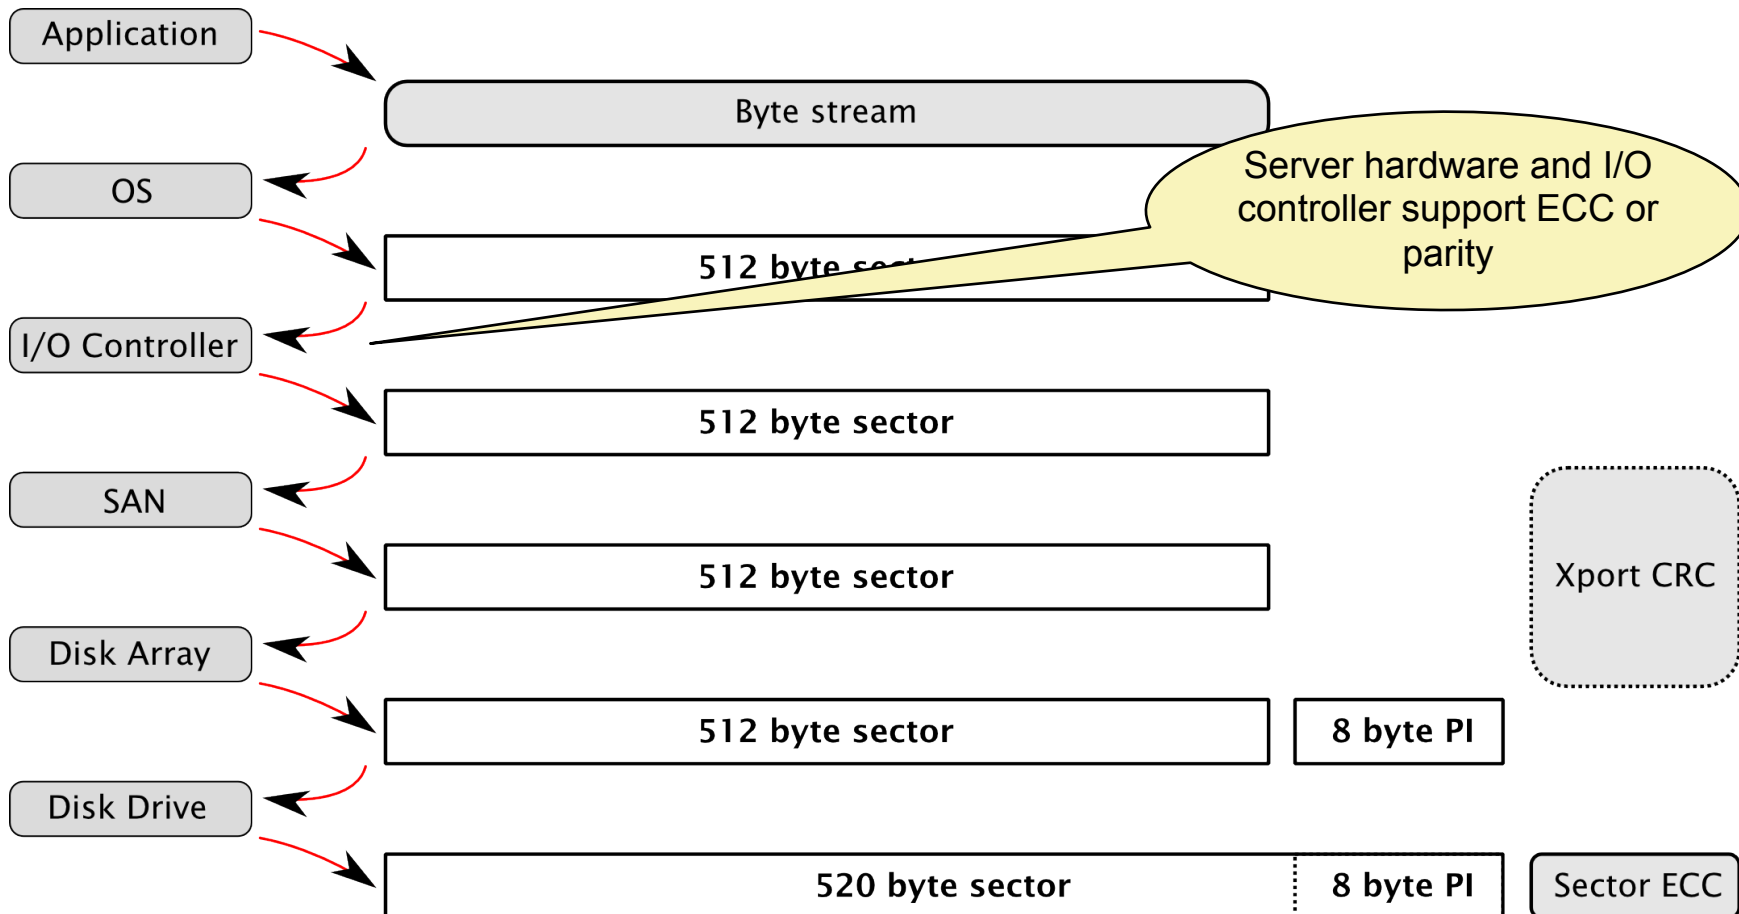 Application
Byte stream
Server hardware and I/O
controller support ECC or
parity
OS
512 byte
I/O Controller
512 byte sector
SAN
512 byte sector
Xport CRC
Disk Array
512 byte sector
8 byte PI
Disk Drive
520 byte sector
8 byte PI
Sector ECC